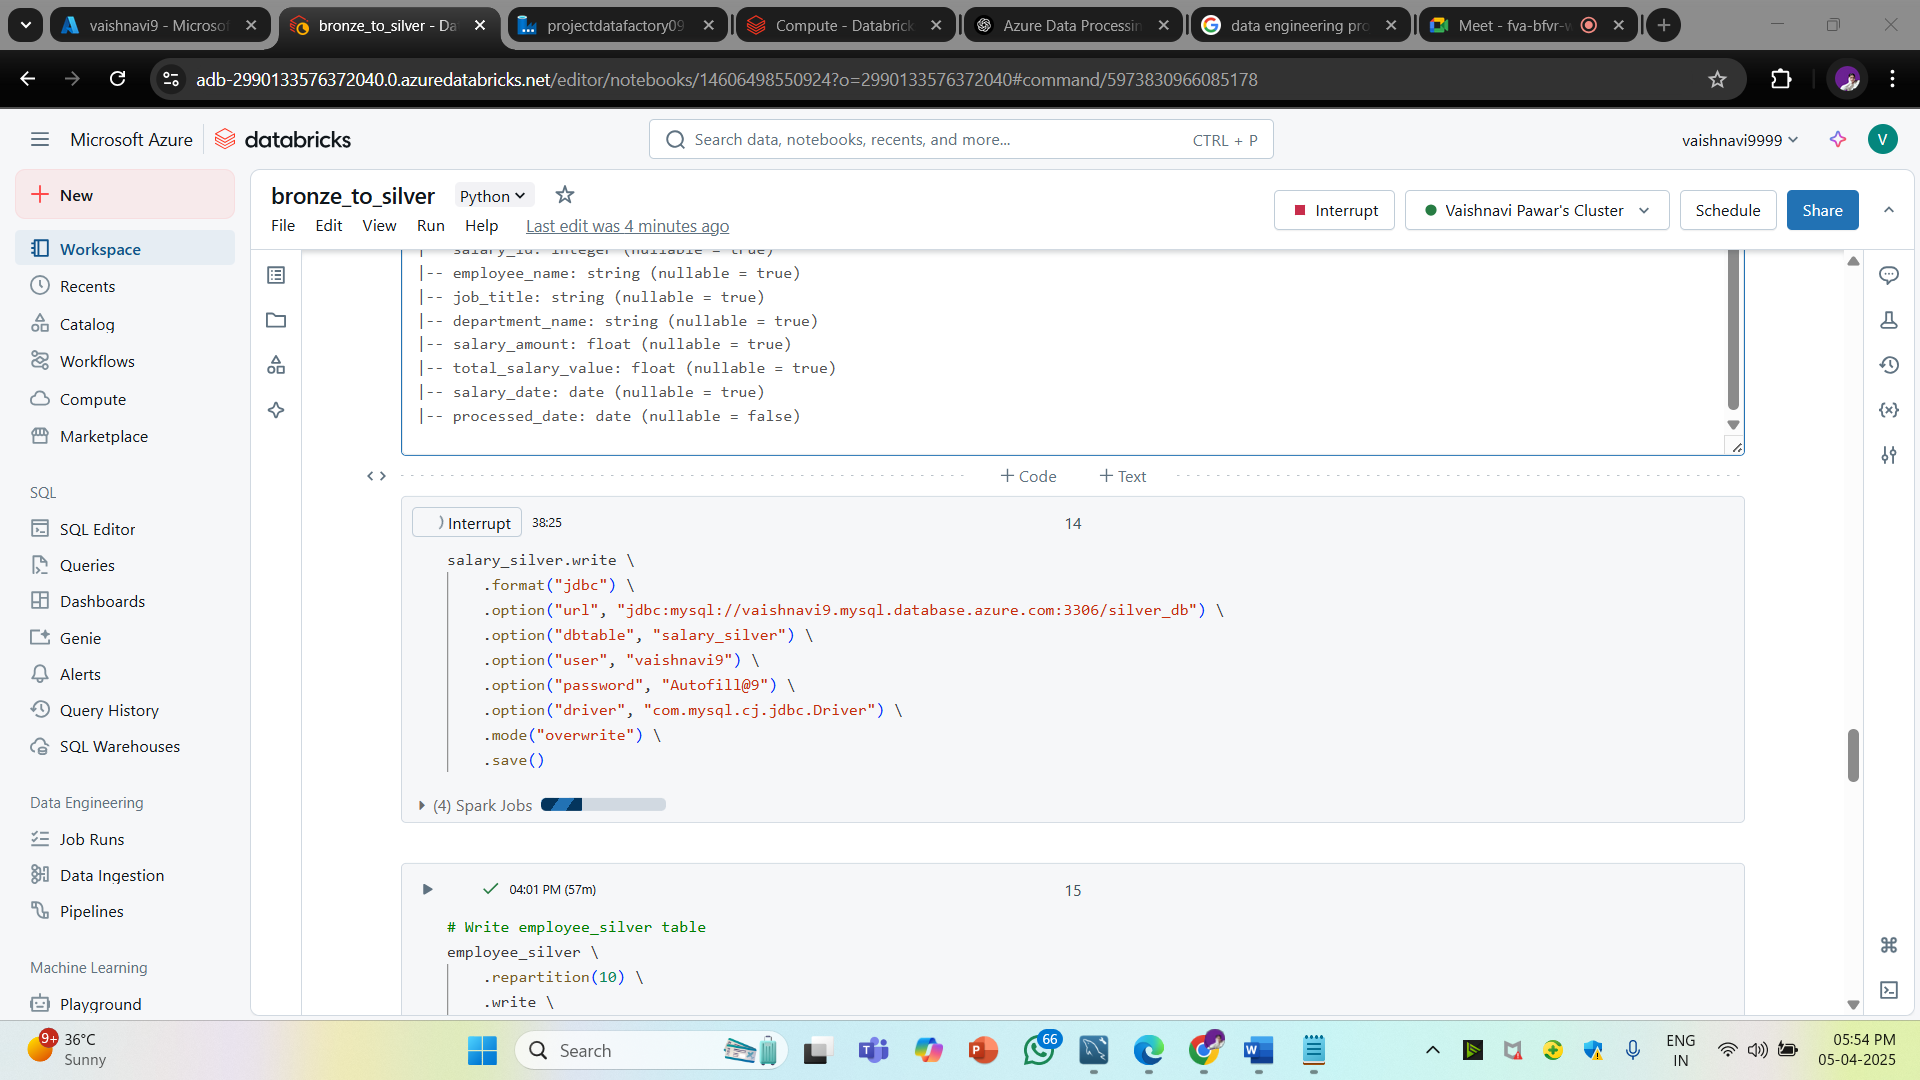 vaishnavi9 - Microsof
bronze_to_silver - Da
projectdatafactory09
Compute - Databrick
Azure Data Processin
data engineering pro
Meet - fva-bfvr-w
adb-2990133576372040.0.azuredatabricks.net/editor/notebooks/14606498550924?o=2990133576372040#command/5973830966085178
Microsoft Azure
databricks
Search data, notebooks, recents, and more...
CTRL + P
vaishnavi9999
V
New
Workspace
Recents
Catalog
Workflows
Compute
Marketplace
SQL
SQL Editor
Queries
Dashboards
Genie
Alerts
Query History
SQL Warehouses
Data Engineering
Job Runs
Data Ingestion
Pipelines
Machine Learning
Playground
bronze_to_silver
Python
File
Edit
View
Run
Help
Last edit was 4 minutes ago
Interrupt
Vaishnavi Pawar's Cluster
Schedule
Share
|-- salary_id: integer (nullable = true)
|-- employee_name: string (nullable = true)
|-- job_title: string (nullable = true)
|-- department_name: string (nullable = true)
|-- salary_amount: float (nullable = true)
|-- total_salary_value: float (nullable = true)
|-- salary_date: date (nullable = true)
|-- processed_date: date (nullable = false)
+ Code
+ Text
Interrupt
38:25
14
salary_silver.write \
.format("jdbc") \
.option("url", "jdbc:mysql://vaishnavi9.mysql.database.azure.com:3306/silver_db") \
.option("dbtable", "salary_silver") \
.option("user", "vaishnavi9") \
.option("password", "Autofill@9") \
.option("driver", "com.mysql.cj.jdbc.Driver") \
.mode("overwrite") \
.save()
(4) Spark Jobs
04:01 PM (57m)
15
# Write employee_silver table
employee_silver \
.repartition(10) \
.write \
9+
36°C
Sunny
Search
66
ENG
IN
05:54 PM
05-04-2025